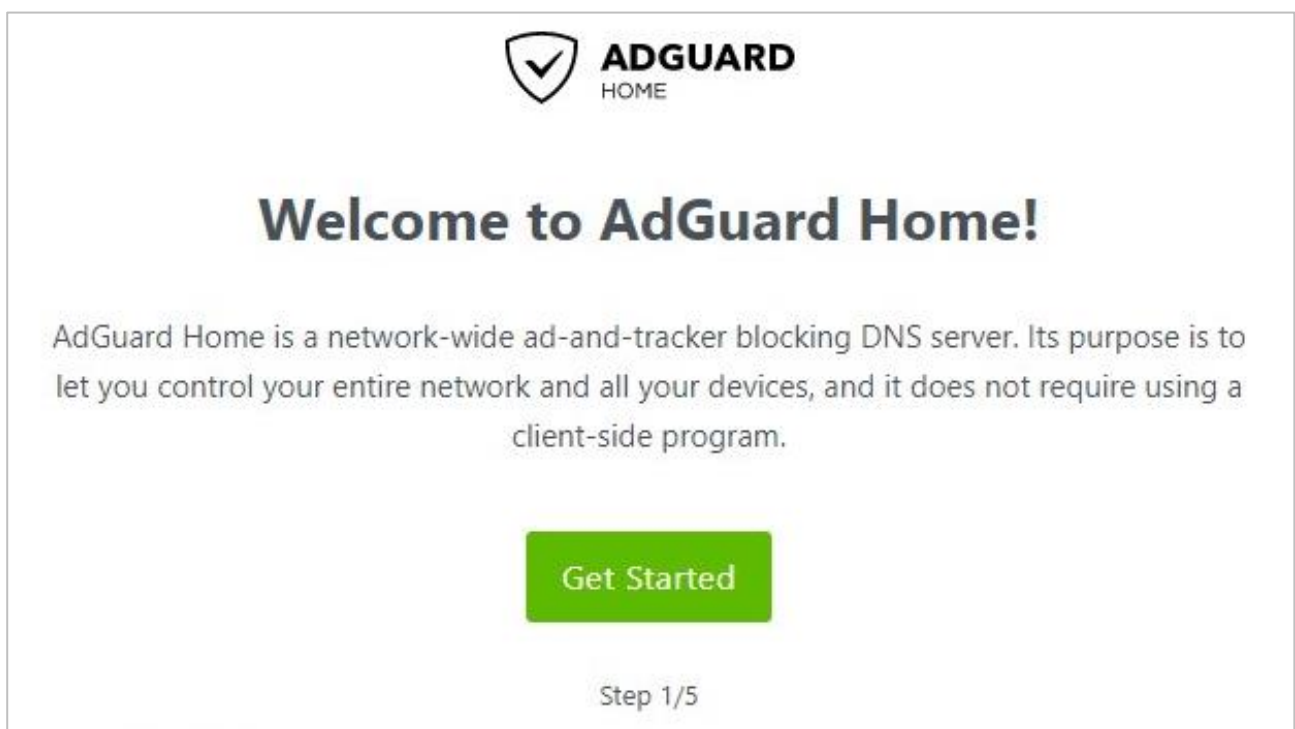 ADGUARD
HOME
Welcome to AdGuard Home!
AdGuard Home is a network-wide ad-and-tracker blocking DNS server. Its purpose is to
let you control your entire network and all your devices, and it does not require using a
client-side program.
Get Started
Step 1/5